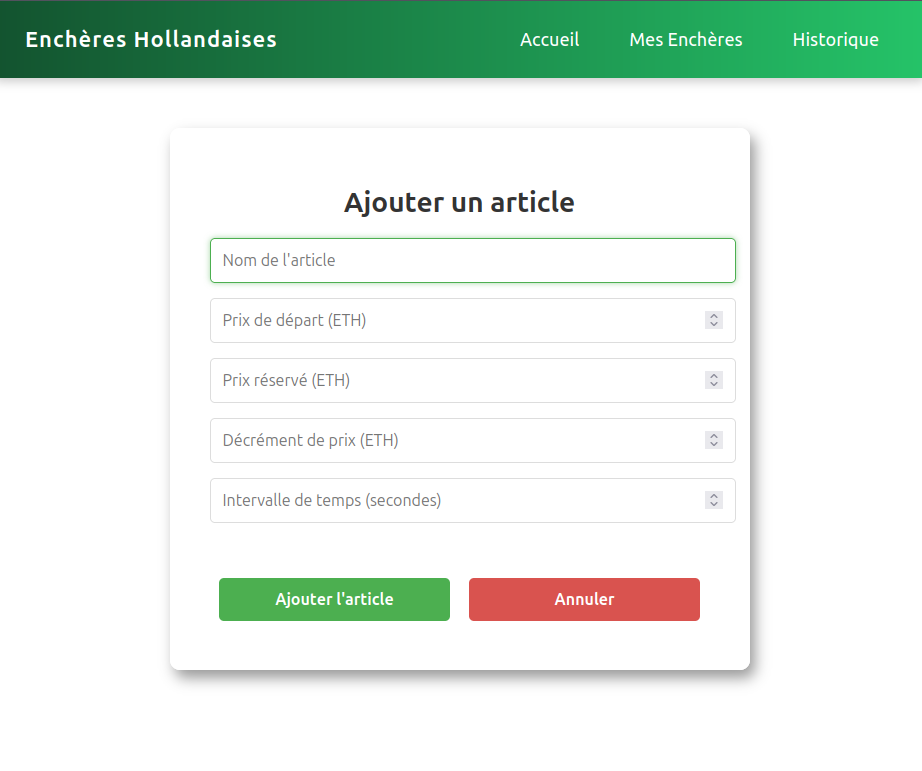 Enchères Hollandaises
Accueil
Mes Enchères
Historique
Ajouter un article
Nom de l'article
Prix de départ (ETH)
Prix réservé (ETH)
Décrément de prix (ETH)
Intervalle de temps (secondes)
Ajouter l'article
Annuler